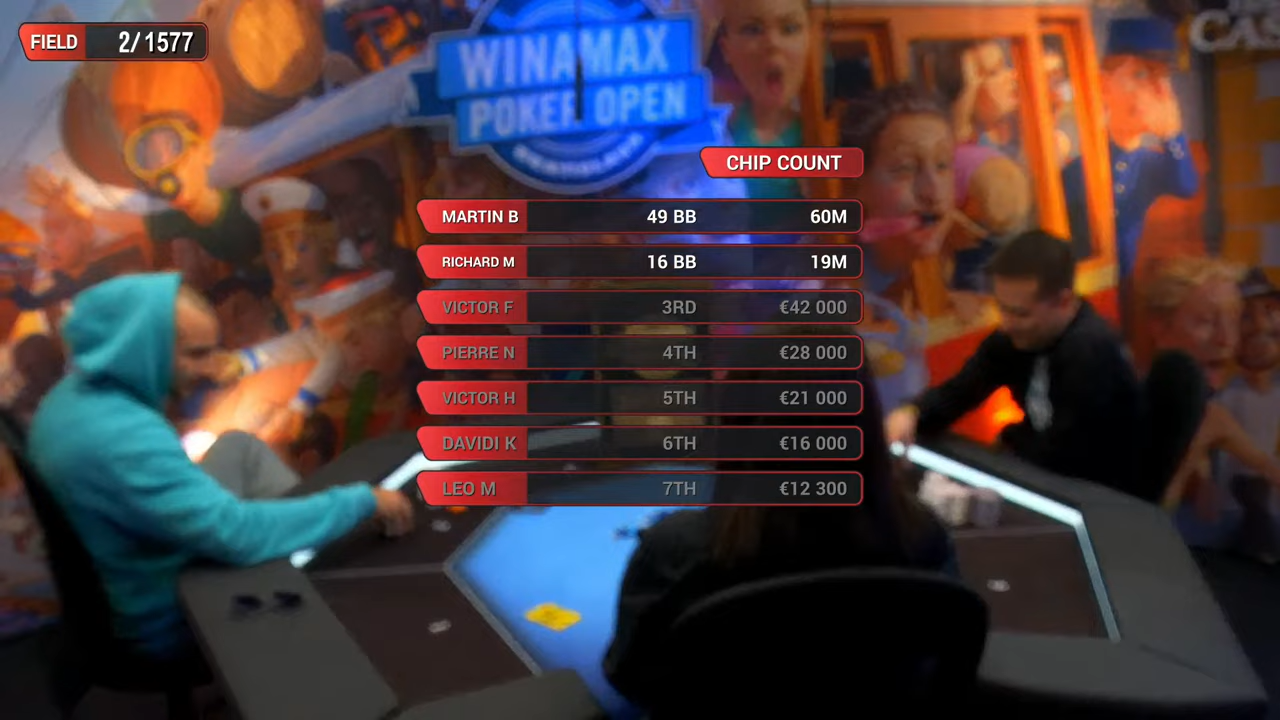 FIELD 2/1577
WINAMAX
POKER OPEN
BRATISLAVA
CHIP COUNT
MARTIN B 49 BB 60M
RICHARD M 16 BB 19M
VICTOR F 3RD €42 000
PIERRE N 4TH €28 000
VICTOR H 5TH €21 000
DAVIDI K 6TH €16 000
LEO M 7TH €12 300